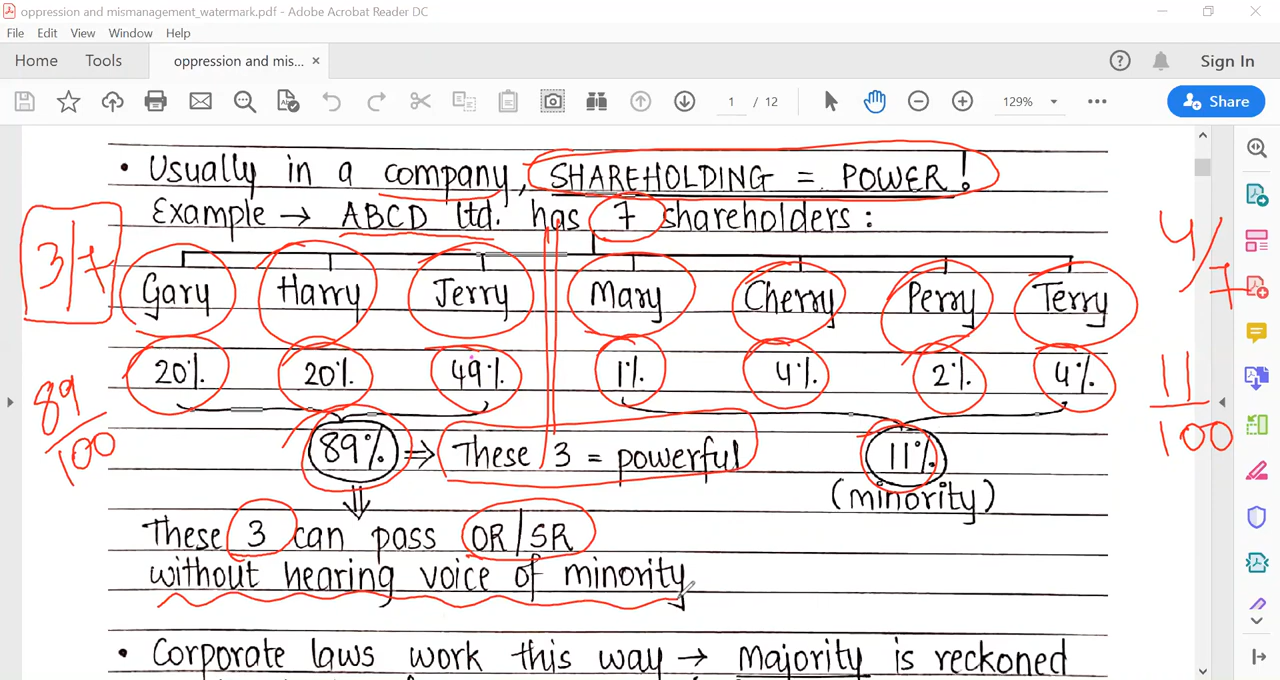 oppression and mismanagement_watermark.pdf - Adobe Acrobat Reader DC
File Edit View Window Help
Home Tools oppression and mis... × Sign In
1 / 12 129% Share
• Usually in a company, SHAREHOLDING = POWER!
Example → ABCD Ltd. has 7 shareholders:
3/7
4/7
Gary Harry Jerry Mary Cherry Perry Terry
20%. 20%. 49%. 1%. 4%. 2%. 4%.
89/100
11/100
89%. ⇒ These 3 = powerful 11%.
(minority)
These 3 can pass OR/SR
without hearing voice of minority
• Corporate laws work this way → Majority is reckoned